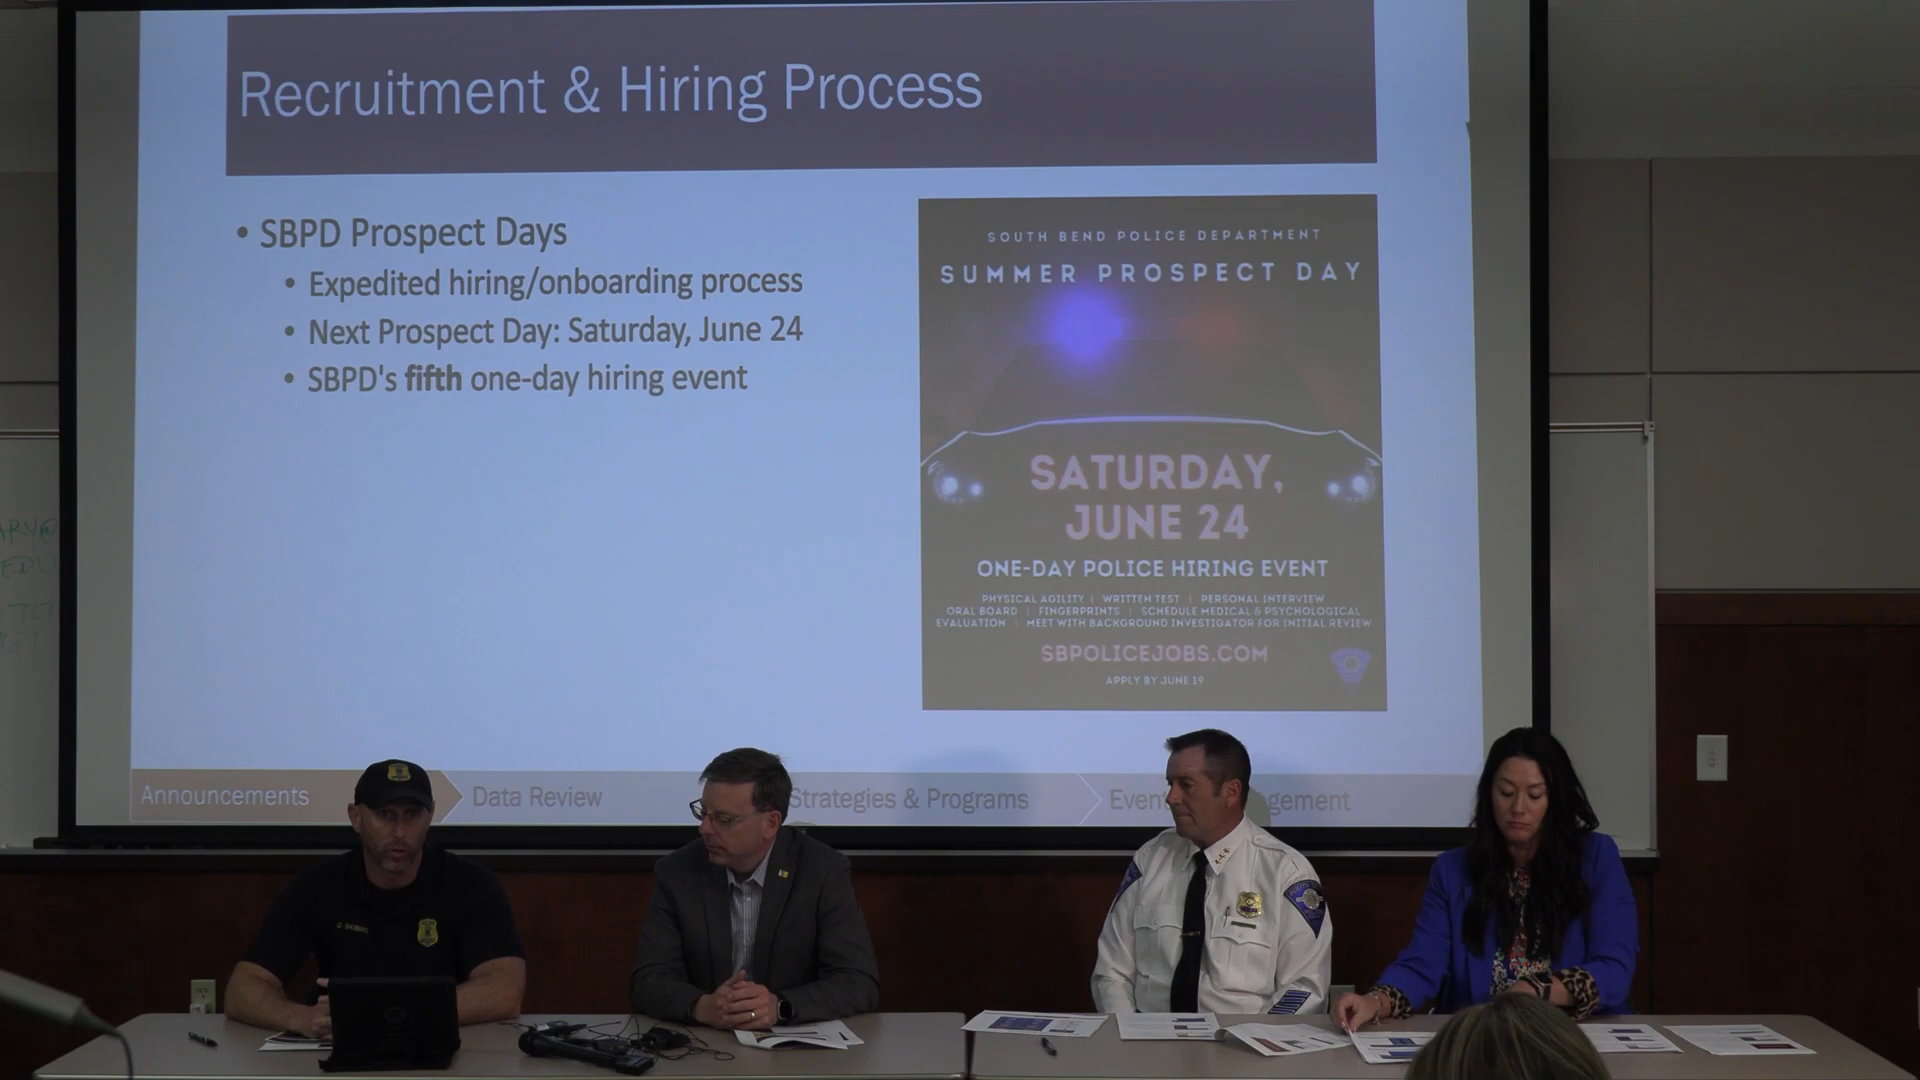 Recruitment & Hiring Process
• SBPD Prospect Days
• Expedited hiring/onboarding process
• Next Prospect Day: Saturday, June 24
• SBPD's fifth one-day hiring event
SOUTH BEND POLICE DEPARTMENT
SUMMER PROSPECT DAY
SATURDAY,
JUNE 24
ONE-DAY POLICE HIRING EVENT
PHYSICAL AGILITY | WRITTEN TEST | PERSONAL INTERVIEW
ORAL BOARD | FINGERPRINTS | SCHEDULE MEDICAL & PSYCHOLOGICAL
EVALUATION | MEET WITH BACKGROUND INVESTIGATOR FOR INITIAL REVIEW
SBPOLICEJOBS.COM
APPLY BY JUNE 19
Announcements
Data Review
Strategies & Programs
Even
gement